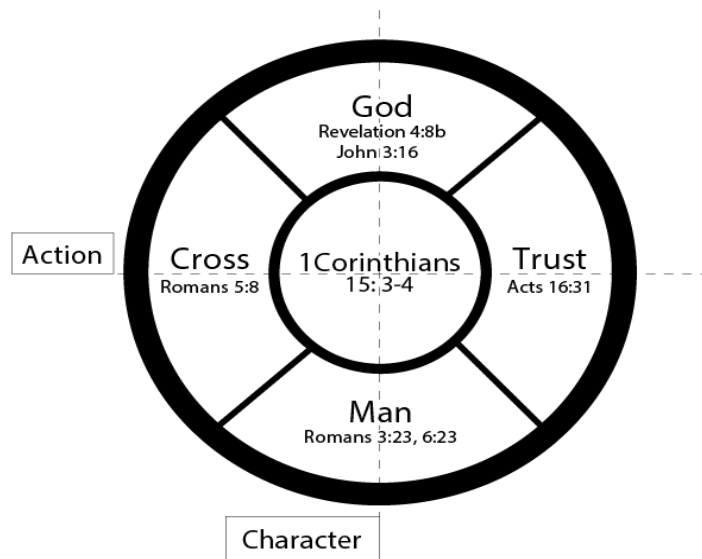 God
Revelation 4:8b
John 3:16
Action
Cross
Romans 5:8
1Corinthians
15: 3-4
Trust
Acts 16:31
Man
Romans 3:23, 6:23
Character